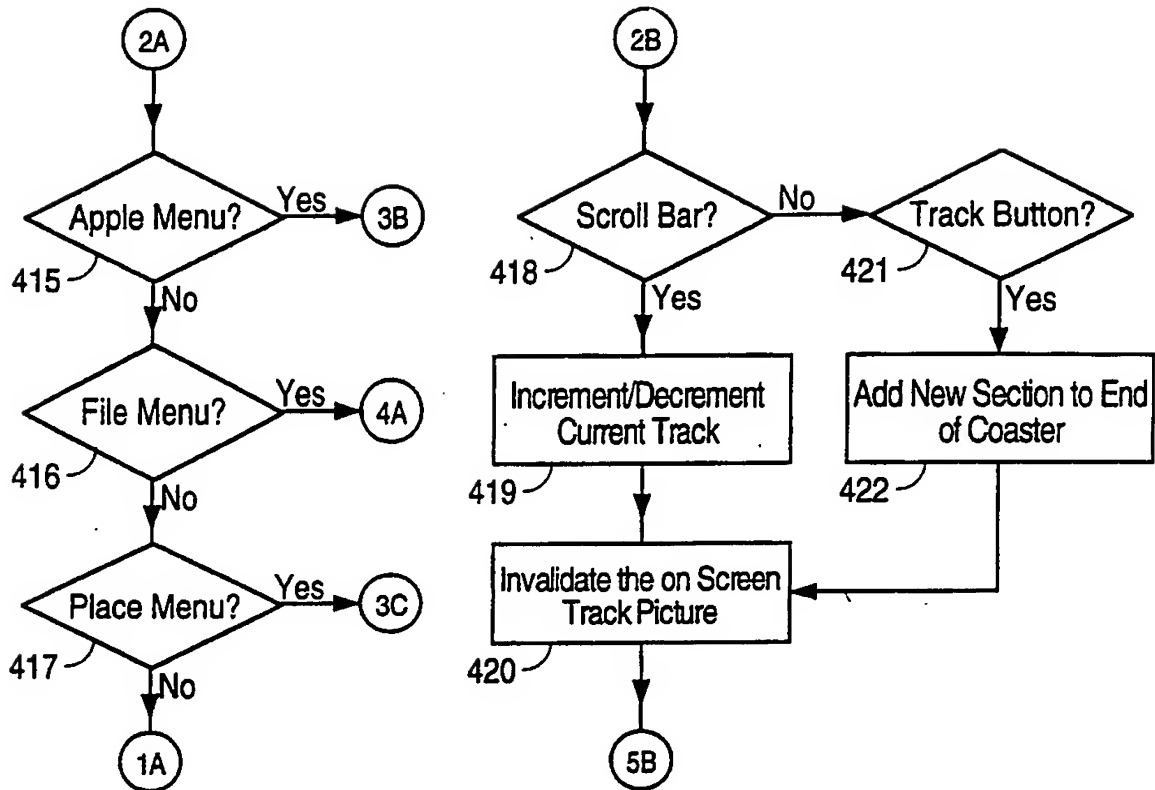 2A
Apple Menu?
Yes
3B
415
No
File Menu?
Yes
4A
416
No
Place Menu?
Yes
3C
417
No
1A
2B
Scroll Bar?
No
Track Button?
418
421
Yes
Yes
Increment/Decrement
Current Track
Add New Section to End
of Coaster
419
422
Invalidate the on Screen
Track Picture
420
5B